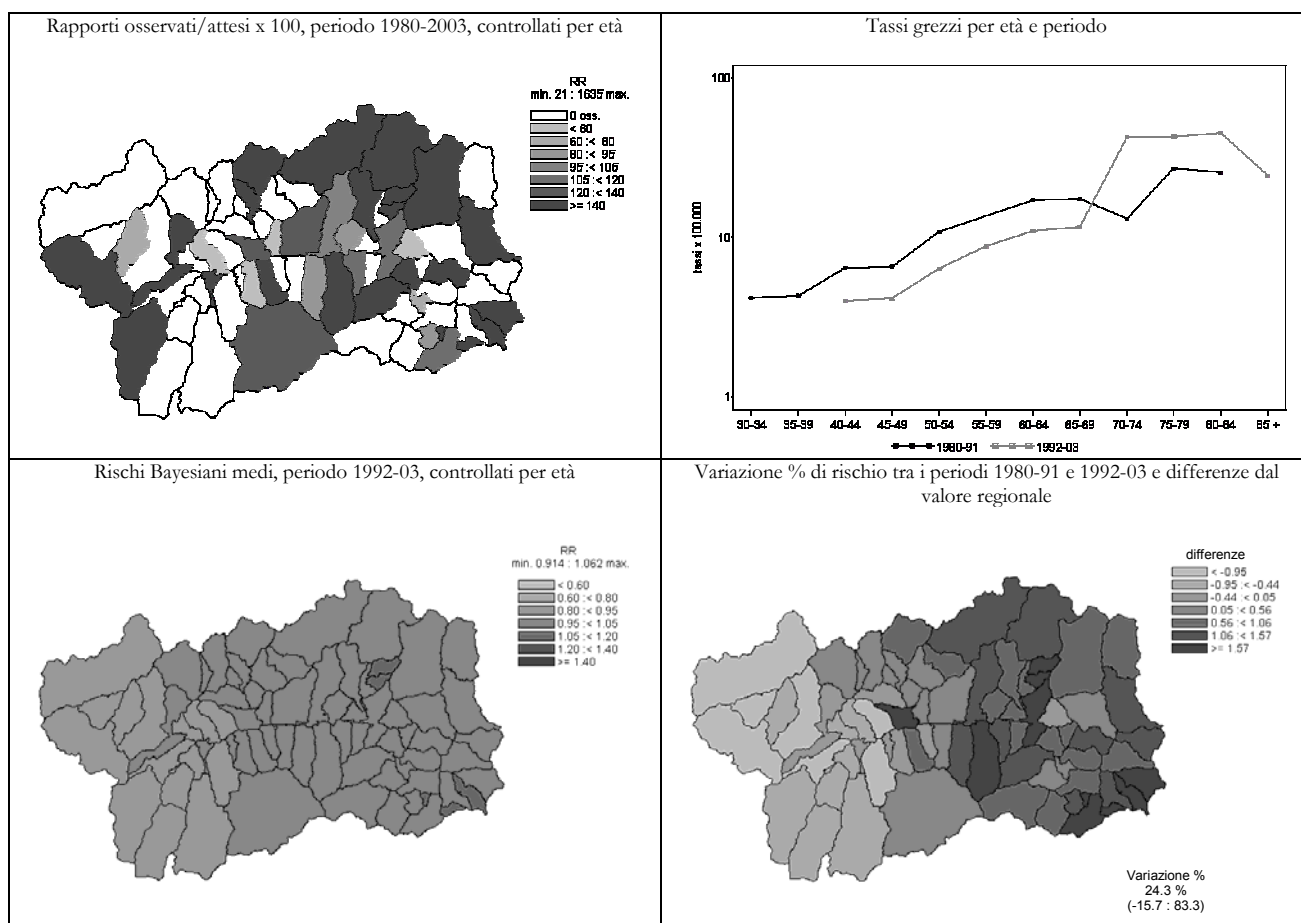 Rapporti osservati/attesi x 100, periodo 1980-2003, controllati per età
RR
min. 21 : 1635 max.
0 oss.
< 60
60 :< 80
80 :< 95
95 :< 105
105 :< 120
120 :< 140
>= 140
Tassi grezzi per età e periodo
100
10
1
tassi x 100.000
30-34
35-39
40-44
45-49
50-54
55-59
60-64
65-69
70-74
75-79
80-84
85 +
1980-91
1992-03
Rischi Bayesiani medi, periodo 1992-03, controllati per età
RR
min. 0.914 : 1.062 max.
< 0.60
0.60 :< 0.80
0.80 :< 0.95
0.95 :< 1.05
1.05 :< 1.20
1.20 :< 1.40
>= 1.40
Variazione % di rischio tra i periodi 1980-91 e 1992-03 e differenze dal
valore regionale
differenze
< -0.95
-0.95 :< -0.44
-0.44 :< 0.05
0.05 :< 0.56
0.56 :< 1.06
1.06 :< 1.57
>= 1.57
Variazione %
24.3 %
(-15.7 : 83.3)